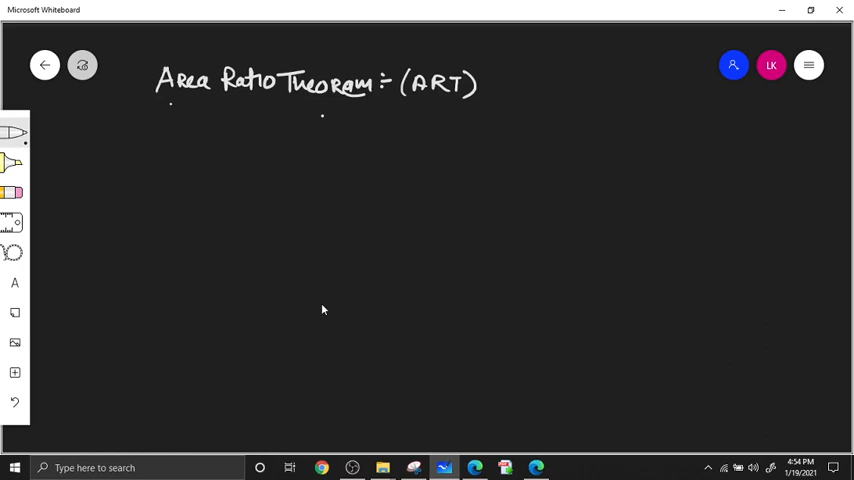 Microsoft Whiteboard
Area Ratio Theoram :- (ART)
LK
A
Type here to search
4:54 PM
1/19/2021